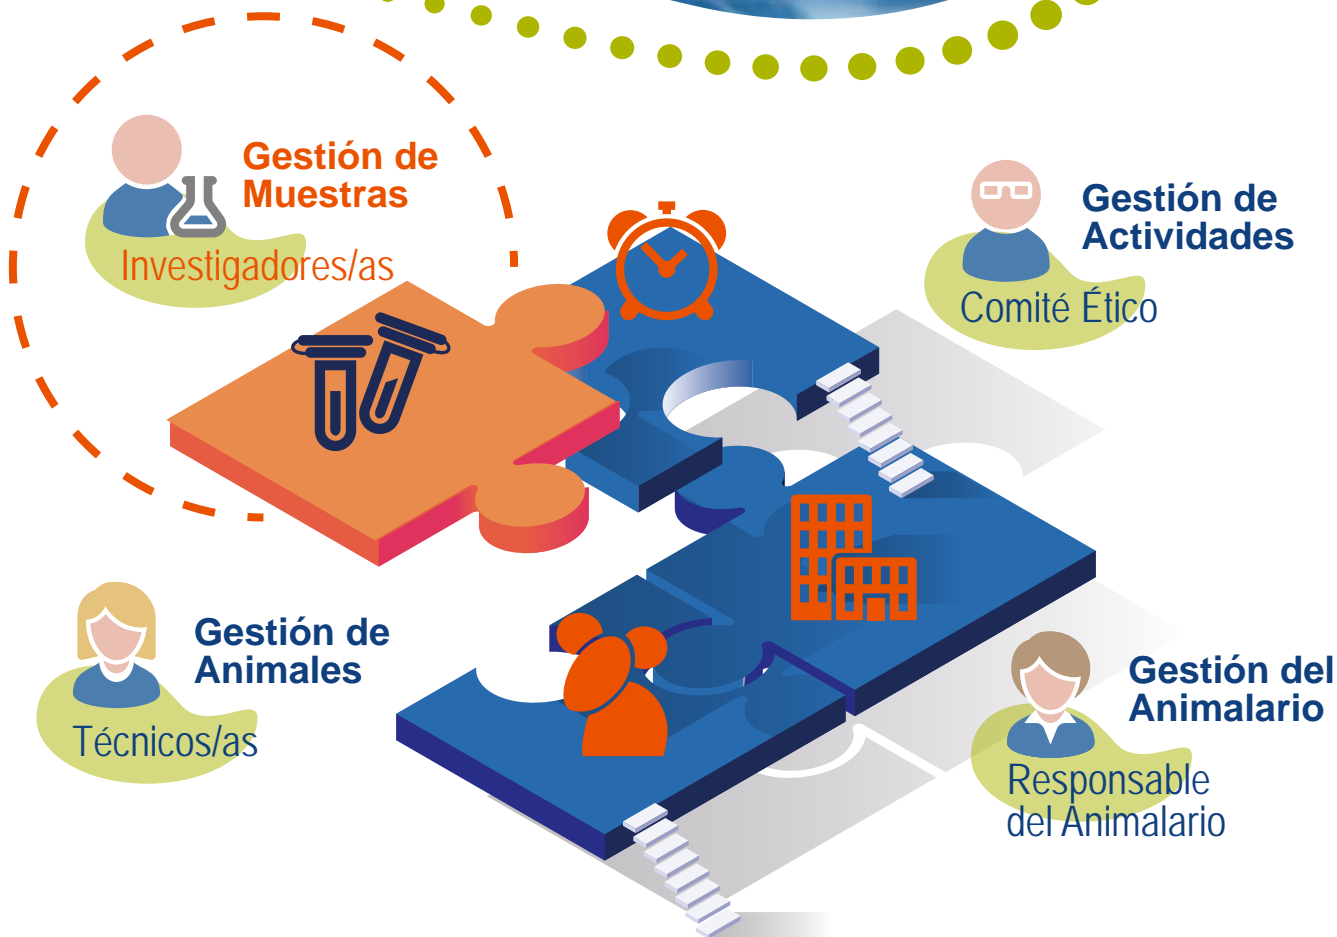 Gestión de
Muestras
Investigadores/as
Gestión de
Actividades
Comité Ético
Gestión de
Animales
Técnicos/as
Gestión del
Animalario
Responsable
del Animalario